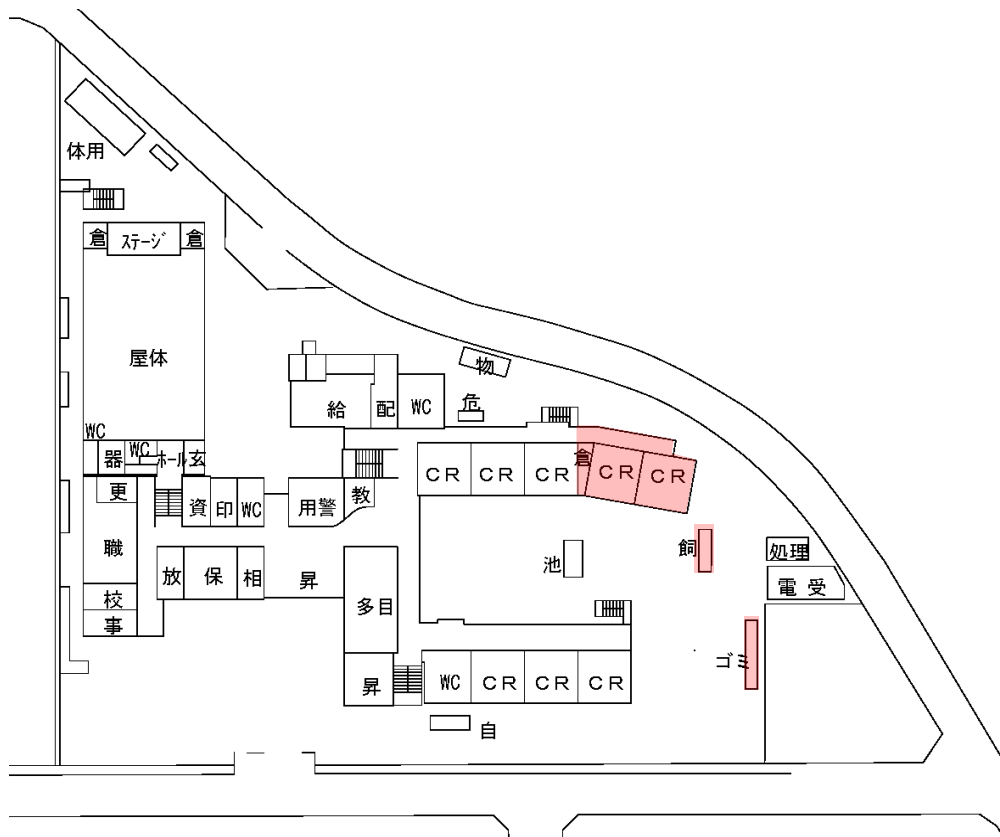 体用
倉 ステージ 倉
屋体
物
給 配 WC 危
WC
器 WC ホール 玄
CR CR CR 倉 CR CR
更 資 印 WC 用警 教
職 池 飼 処理
放 保 相 昇 電受
校 多目
事
ゴミ
昇 WC CR CR CR
自